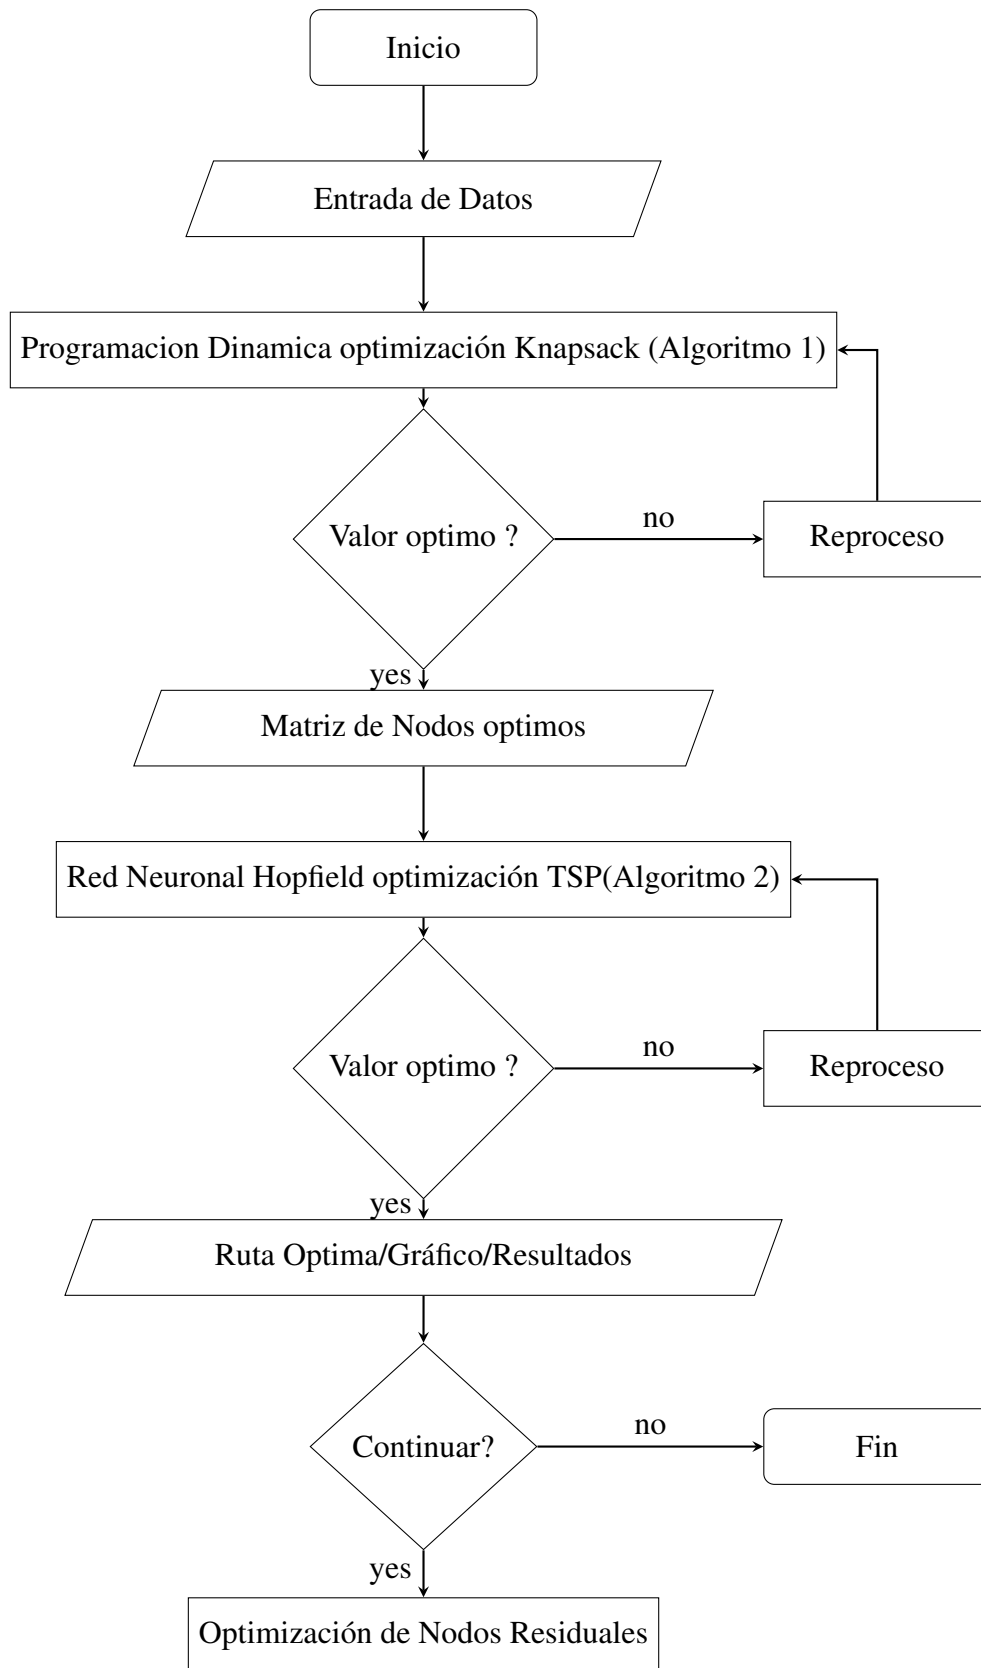 Inicio
Entrada de Datos
Programacion Dinamica optimización Knapsack (Algoritmo 1)
Valor optimo ?
no
Reproceso
yes
Matriz de Nodos optimos
Red Neuronal Hopfield optimización TSP(Algoritmo 2)
Valor optimo ?
no
Reproceso
yes
Ruta Optima/Gráfico/Resultados
Continuar?
no
Fin
yes
Optimización de Nodos Residuales